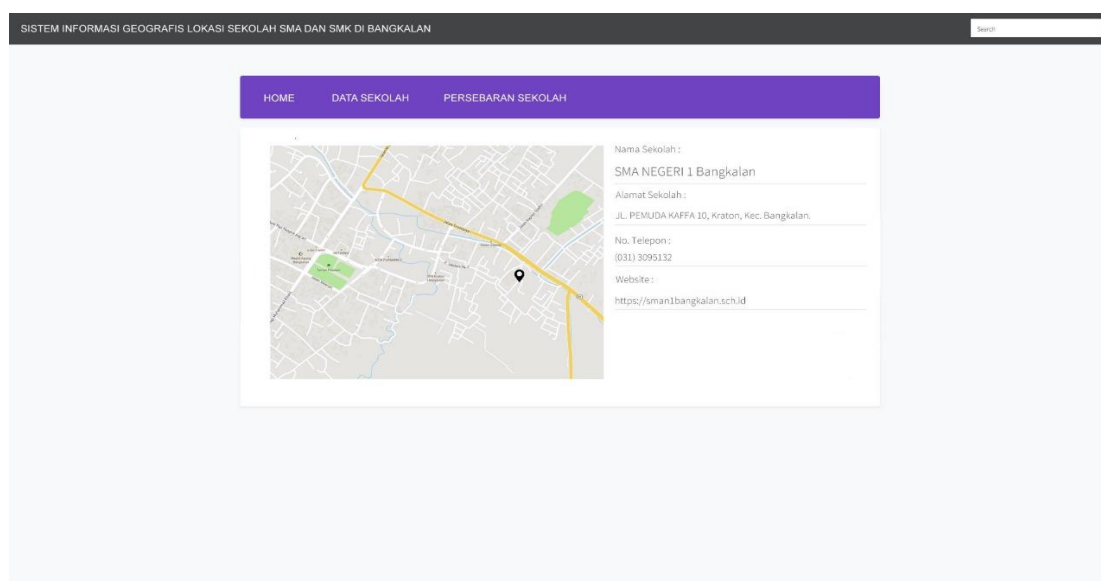 SISTEM INFORMASI GEOGRAFIS LOKASI SEKOLAH SMA DAN SMK DI BANGKALAN
Search
HOME
DATA SEKOLAH
PERSEBARAN SEKOLAH
Nama Sekolah :
SMA NEGERI 1 Bangkalan
Alamat Sekolah :
JL. PEMUDA KAFFA 10, Kraton, Kec. Bangkalan.
No. Telepon :
(031) 3095132
Website :
https://sman1bangkalan.sch.id